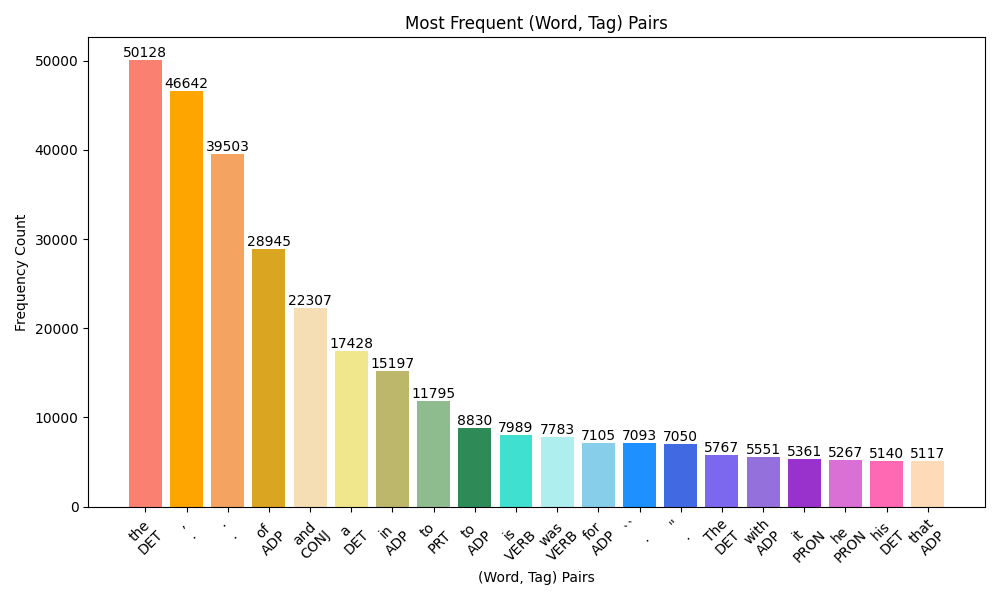 Most Frequent (Word, Tag) Pairs
Frequency Count
50000
40000
30000
20000
10000
0
50128
46642
39503
28945
22307
17428
15197
11795
8830
7989
7783
7105
7093
7050
5767
5551
5361
5267
5140
5117
the
DET
,
.
.
.
of
ADP
and
CONJ
a
DET
in
ADP
to
PRT
to
ADP
is
VERB
was
VERB
for
ADP
``
.
''
.
The
DET
with
ADP
it
PRON
he
PRON
his
DET
that
ADP
(Word, Tag) Pairs